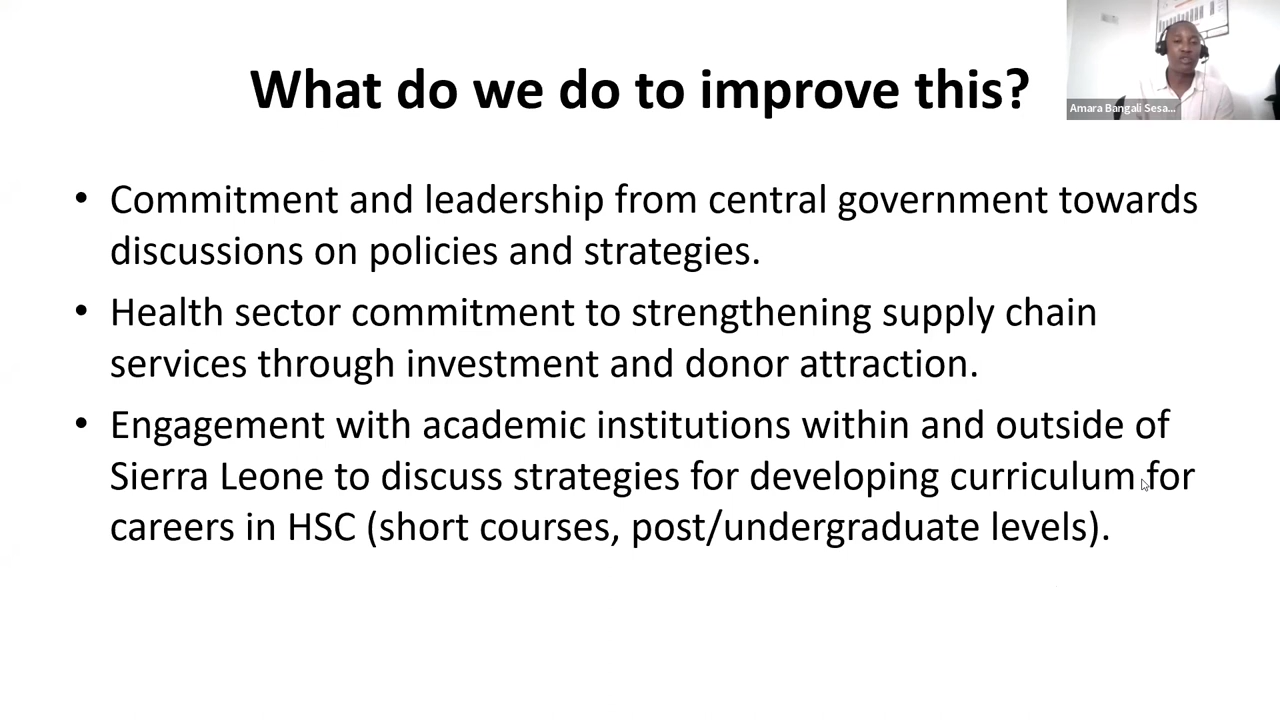 What do we do to improve this?
Amara Bangali Sesa...
• Commitment and leadership from central government towards
discussions on policies and strategies.
• Health sector commitment to strengthening supply chain
services through investment and donor attraction.
• Engagement with academic institutions within and outside of
Sierra Leone to discuss strategies for developing curriculum for
careers in HSC (short courses, post/undergraduate levels).